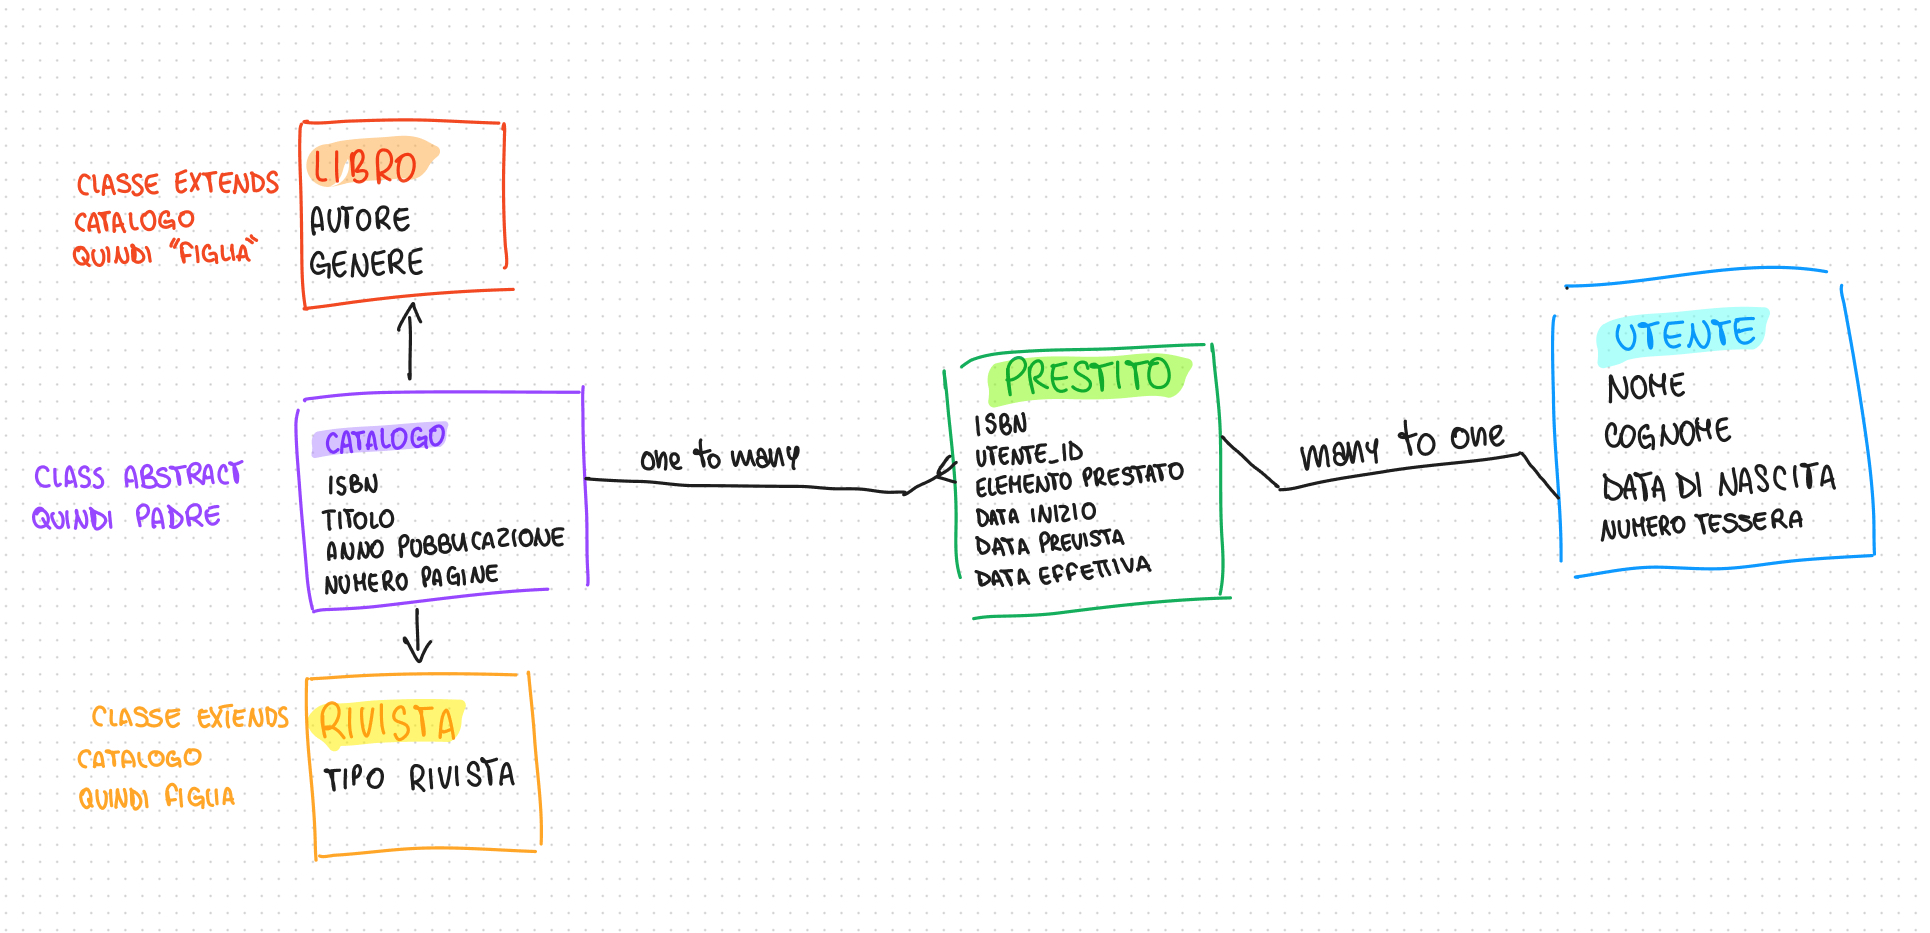 CLASSE EXTENDS
CATALOGO
QUINDI "FIGLIA"
LIBRO
AUTORE
GENERE
CLASS ABSTRACT
QUINDI PADRE
CATALOGO
ISBN
TITOLO
ANNO PUBBLICAZIONE
NUMERO PAGINE
one to many
PRESTITO
ISBN
UTENTE_ID
ELEMENTO PRESTATO
DATA INIZIO
DATA PREVISTA
DATA EFFETTIVA
many to one
UTENTE
NOME
COGNOME
DATA DI NASCITA
NUMERO TESSERA
CLASSE EXTENDS
CATALOGO
QUINDI FIGLIA
RIVISTA
TIPO RIVISTA